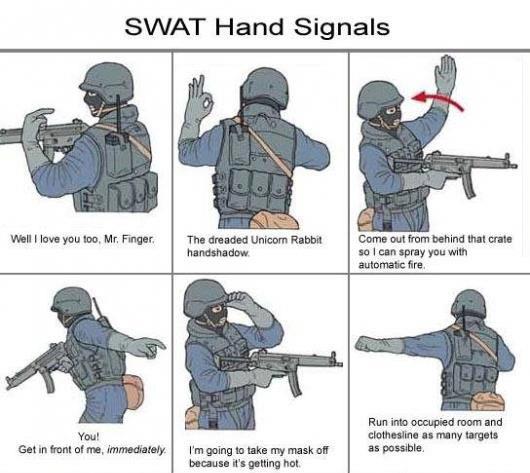 SWAT Hand Signals
Well I love you too, Mr. Finger.
The dreaded Unicorn Rabbit
handshadow.
Come out from behind that crate
so I can spray you with
automatic fire.
You!
Get in front of me, immediately.
I'm going to take my mask off
because it's getting hot.
Run into occupied room and
clothesline as many targets
as possible.